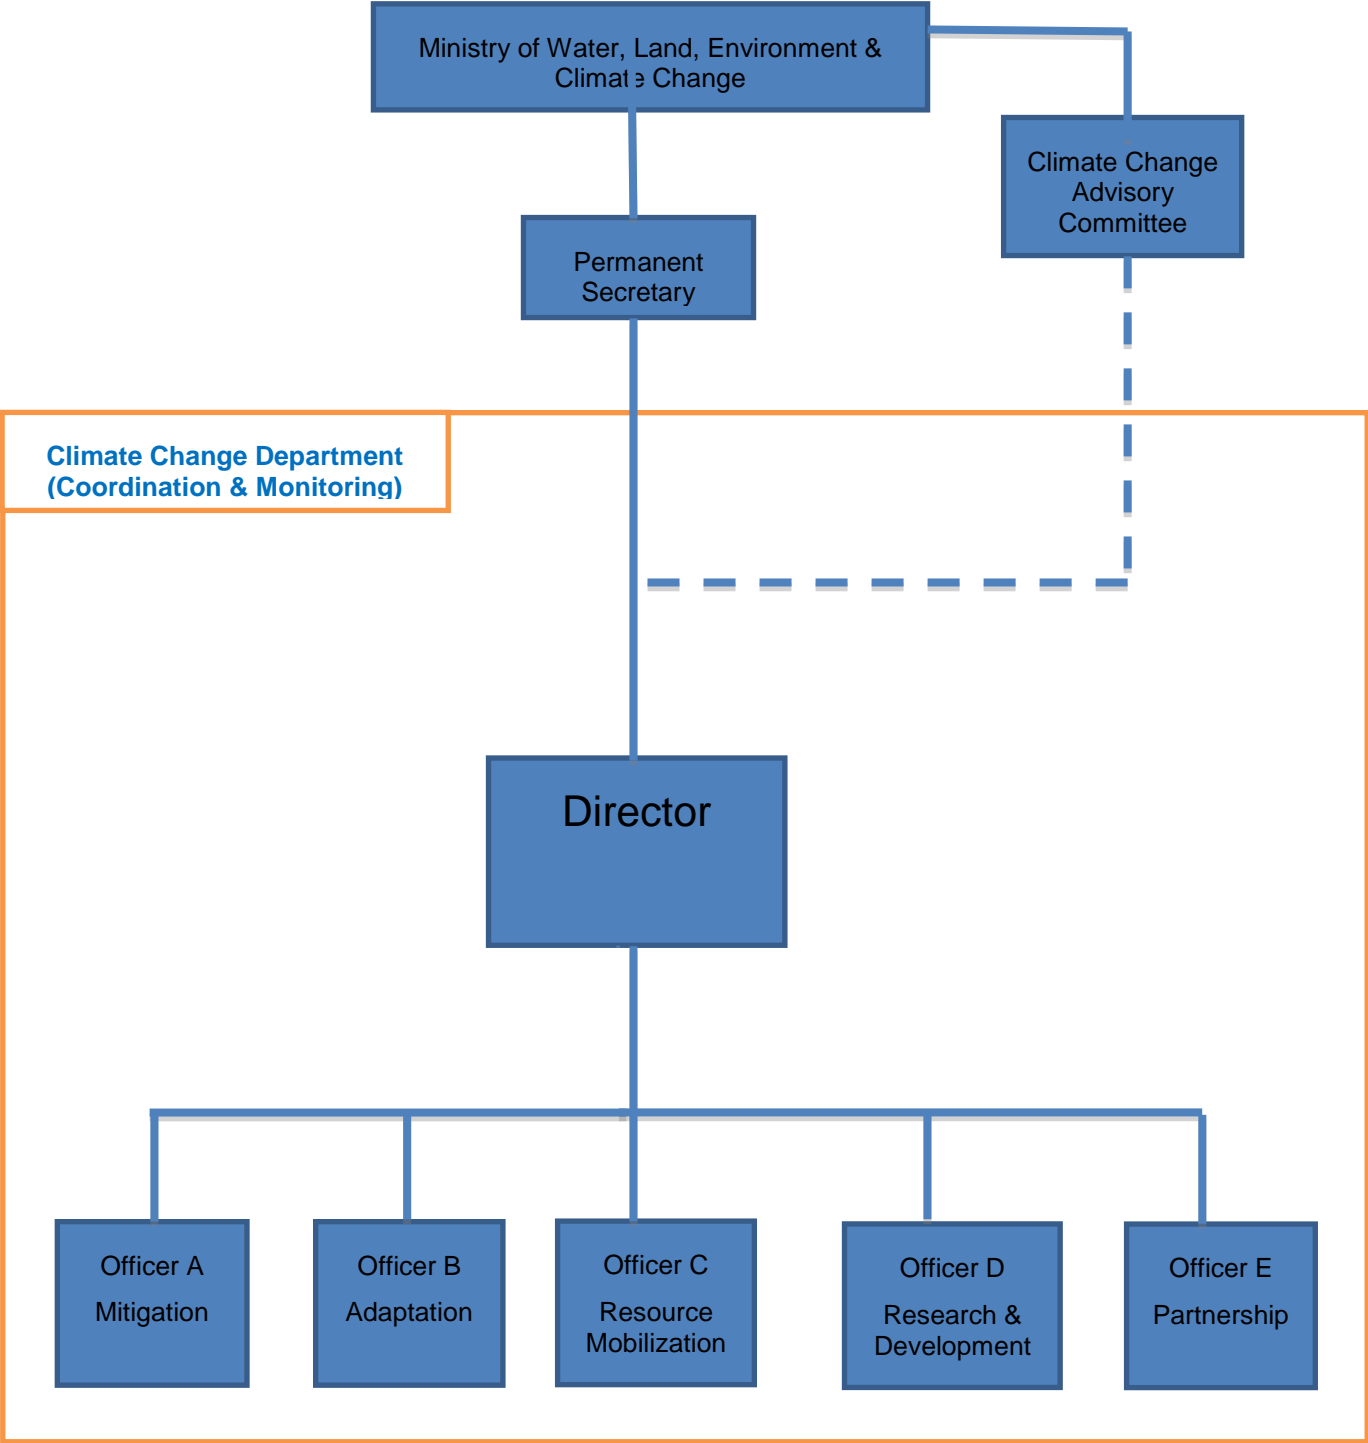 Ministry of Water, Land, Environment &
Climate Change
Climate Change
Advisory
Committee
Permanent
Secretary
Climate Change Department
(Coordination & Monitoring)
Director
Officer A
Mitigation
Officer B
Adaptation
Officer C
Resource
Mobilization
Officer D
Research &
Development
Officer E
Partnership